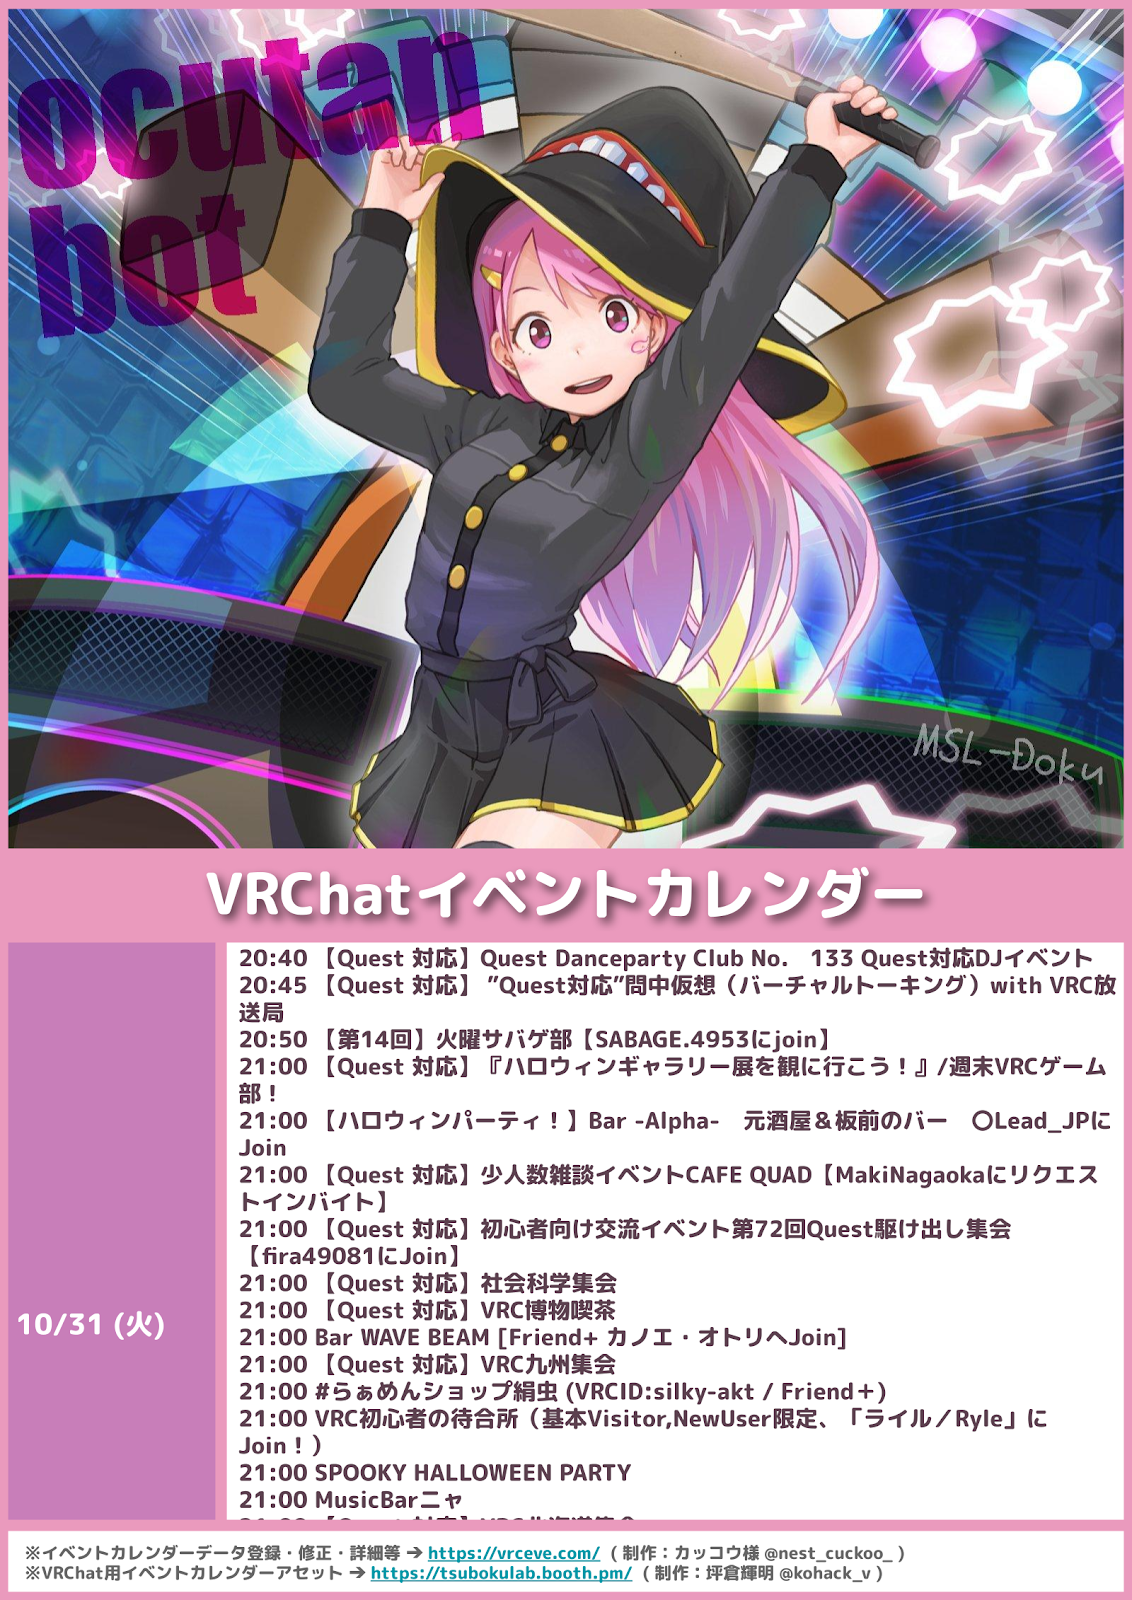 ocutan
bot
MSL-Doku
VRChatイベントカレンダー
10/31 (火)
20:40 【Quest 対応】Quest Danceparty Club No.　133 Quest対応DJイベント
20:45 【Quest 対応】 ”Quest対応”問中仮想（バーチャルトーキング）with VRC放
送局
20:50 【第14回】火曜サバゲ部【SABAGE.4953にjoin】
21:00 【Quest 対応】『ハロウィンギャラリー展を観に行こう！』/週末VRCゲーム
部！
21:00 【ハロウィンパーティ！】Bar -Alpha-　元酒屋＆板前のバー　〇Lead_JPに
Join
21:00 【Quest 対応】少人数雑談イベントCAFE QUAD【MakiNagaokaにリクエス
トインバイト】
21:00 【Quest 対応】初心者向け交流イベント第72回Quest駆け出し集会
【fira49081にJoin】
21:00 【Quest 対応】社会科学集会
21:00 【Quest 対応】VRC博物喫茶
21:00 Bar WAVE BEAM [Friend+ カノエ・オトリへJoin]
21:00 【Quest 対応】VRC九州集会
21:00 #らぁめんショップ絹虫 (VRCID:silky-akt / Friend＋)
21:00 VRC初心者の待合所（基本Visitor,NewUser限定、「ライル／Ryle」に
Join！）
21:00 SPOOKY HALLOWEEN PARTY
21:00 MusicBarニャ
※イベントカレンダーデータ登録・修正・詳細等 ➔ https://vrceve.com/ （制作：カッコウ様 @nest_cuckoo_ ）
※VRChat用イベントカレンダーアセット ➔ https://tsubokulab.booth.pm/ （制作：坪倉輝明 @kohack_v ）